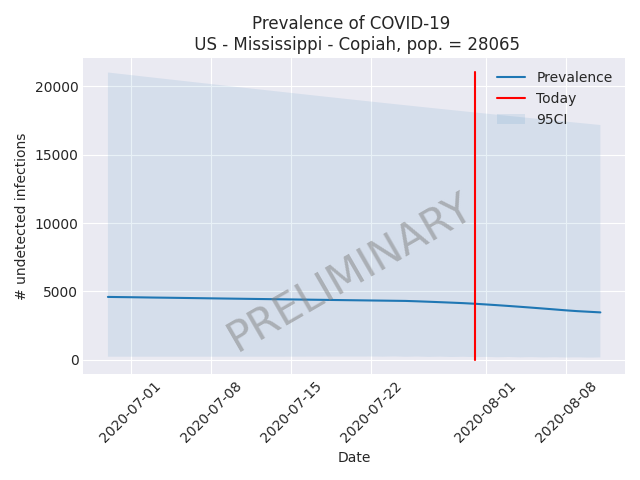 Prevalence of COVID-19
US - Mississippi - Copiah, pop. = 28065
Prevalence
Today
95CI
20000
15000
10000
5000
0
# undetected infections
PRELIMINARY
2020-07-01
2020-07-08
2020-07-15
2020-07-22
2020-08-01
2020-08-08
Date